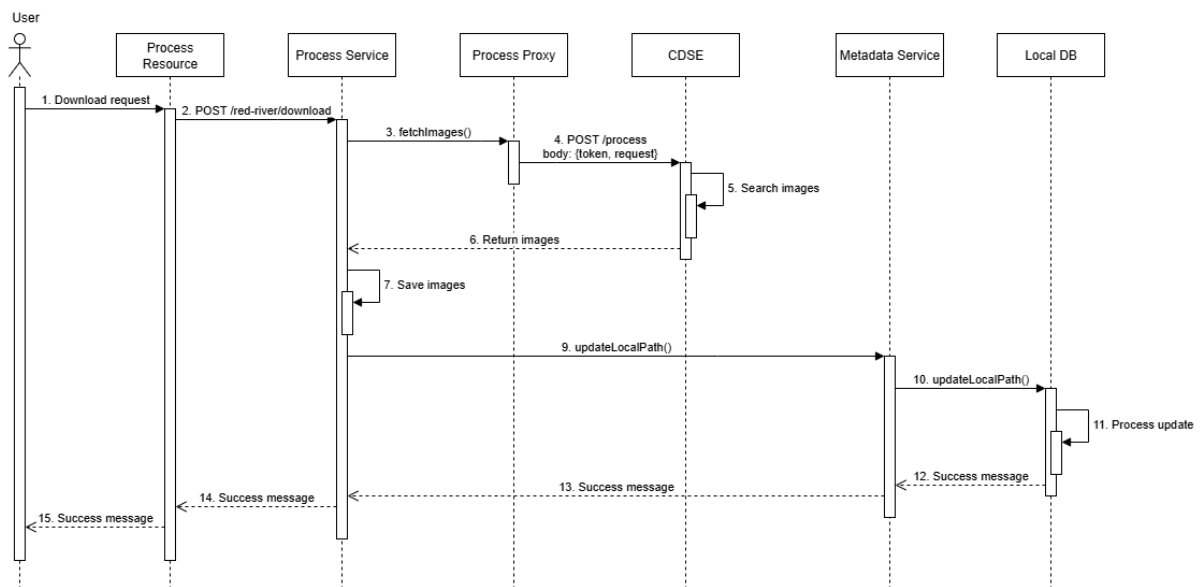 User
Process
Resource
Process Service
Process Proxy
CDSE
Metadata Service
Local DB
1. Download request
2. POST /red-river/download
3. fetchImages()
4. POST /process
body: {token, request}
5. Search images
6. Return images
7. Save images
9. updateLocalPath()
10. updateLocalPath()
11. Process update
12. Success message
13. Success message
14. Success message
15. Success message